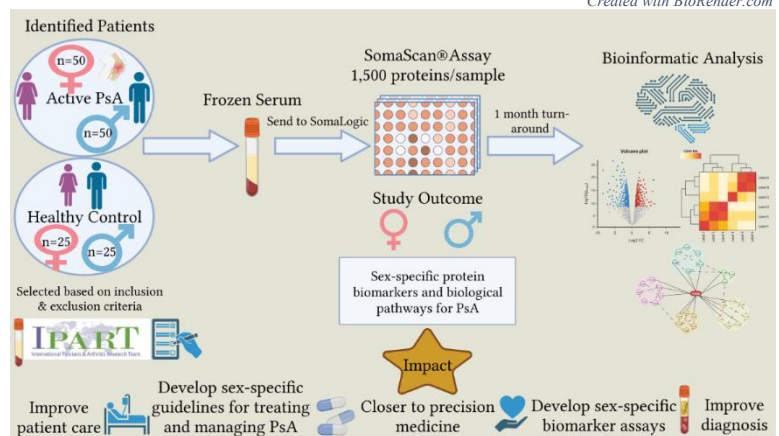 Created with BioRender.com
Identified Patients
n=50
Active PsA
n=50
Healthy Control
n=25
n=25
Selected based on inclusion
& exclusion criteria
IPART
International Psoriasis & Arthritis Research Team
Frozen Serum
Send to SomaLogic
SomaScan®Assay
1,500 proteins/sample
1 month turn-
around
Bioinformatic Analysis
Volcano plot
Log2 FC
Study Outcome
Sex-specific protein
biomarkers and biological
pathways for PsA
Impact
Improve
patient care
Develop sex-specific
guidelines for treating
and managing PsA
Closer to precision
medicine
Develop sex-specific
biomarker assays
Improve
diagnosis